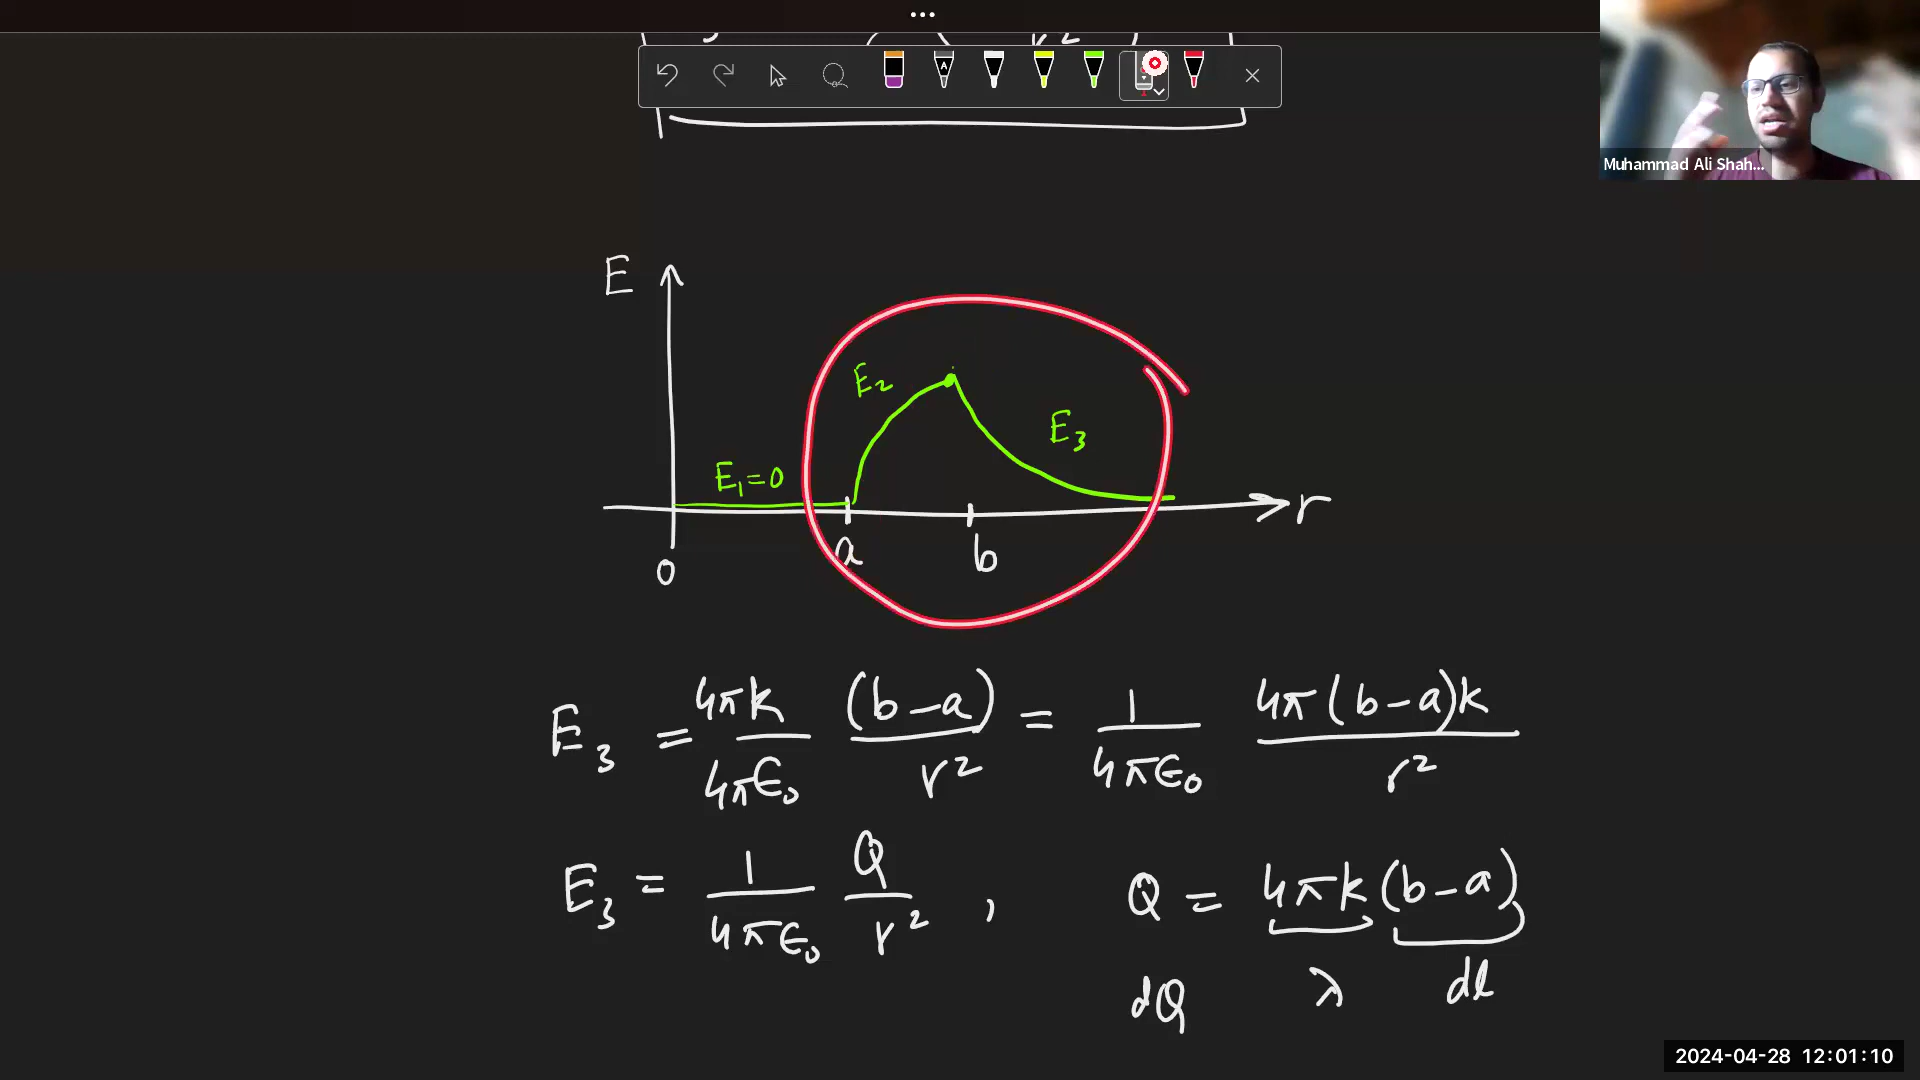 Muhammad Ali Shah...
E
E₂
E₃
E₁=0
r
a
b
0
E₃ = 4πk/4πϵ₀ (b-a)/r² = 1/4πϵ₀ 4π(b-a)k/r²
E₃ = 1/4πϵ₀ Q/r² , Q = 4πk(b-a)
dQ λ dl
2024-04-28 12:01:10